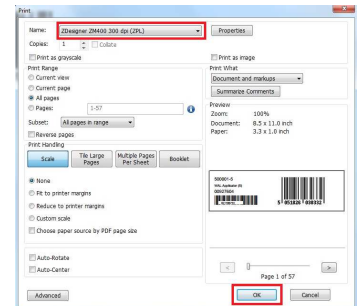 Print
Name: ZDesigner ZM400 300 dpi (ZPL) Properties
Copies: 1 Collate
Print as grayscale Print as image
Print Range
Current view
Current page
All pages
Pages: 1-57
Subset: All pages in range
Reverse pages
Print Handling
Scale Tile Large Pages Multiple Pages Per Sheet Booklet
None
Fit to printer margins
Reduce to printer margins
Custom scale
Choose paper source by PDF page size
Auto-Rotate
Auto-Center
Advanced
Print What
Document and markups
Summarize Comments
Preview
Zoom: 100%
Document: 8.5 x 11.0 inch
Paper: 3.3 x 1.0 inch
500001-5
00027604
< >
Page 1 of 57
OK Cancel